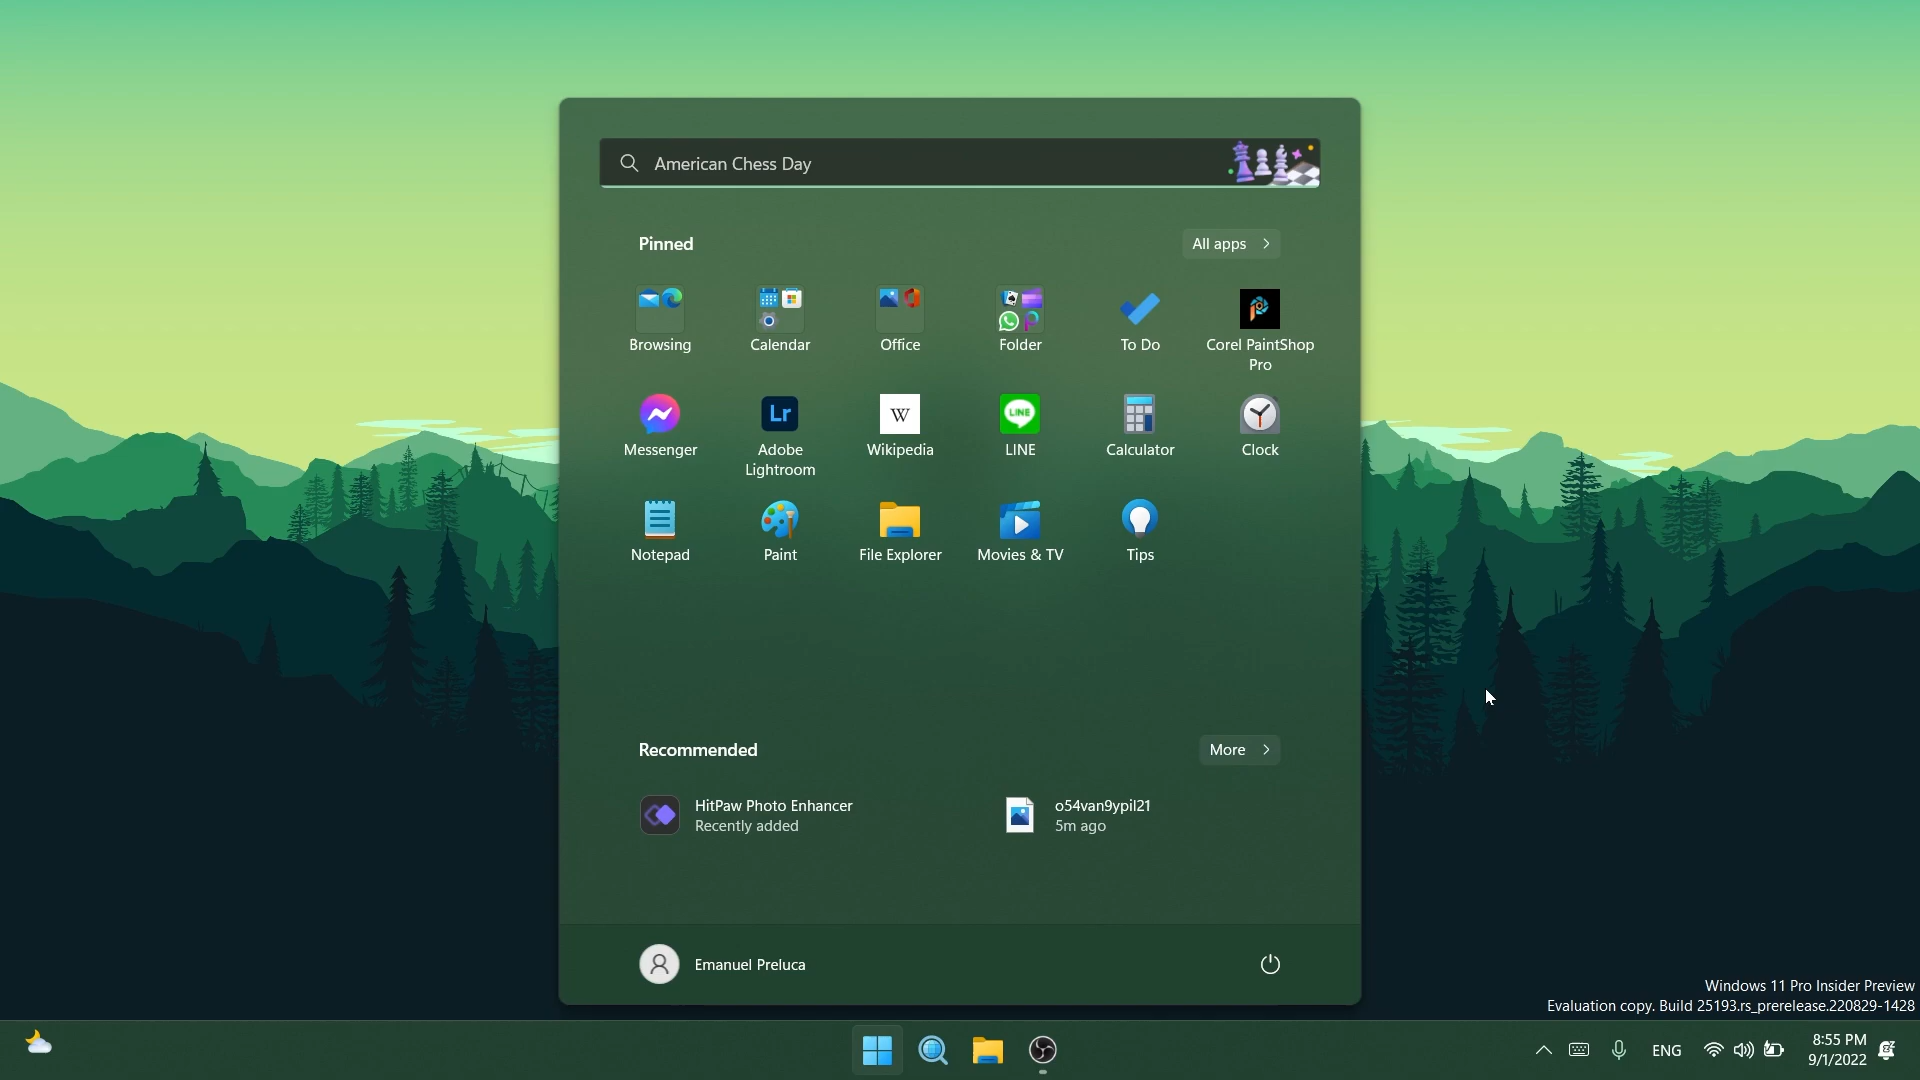 American Chess Day
Pinned
All apps
Browsing
Calendar
Office
Folder
To Do
Corel PaintShop
Pro
Messenger
Lr
Adobe
Lightroom
W
Wikipedia
LINE
LINE
Calculator
Clock
Notepad
Paint
File Explorer
Movies & TV
Tips
Recommended
More
HitPaw Photo Enhancer
Recently added
o54van9ypil21
5m ago
Emanuel Preluca
Windows 11 Pro Insider Preview
Evaluation copy. Build 25193.rs_prerelease.220829-1428
ENG
8:55 PM
9/1/2022